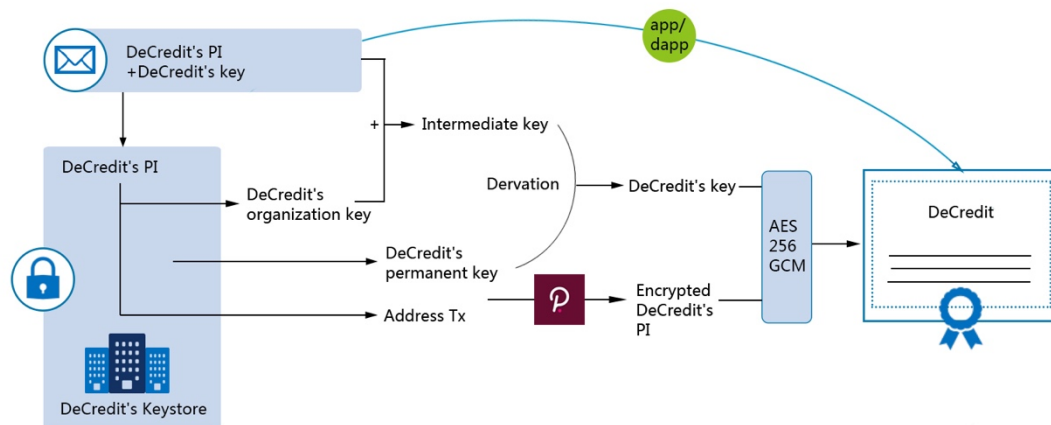 app/
dapp
DeCredit's PI
+DeCredit's key
+
Intermediate key
DeCredit's PI
Dervation
DeCredit's key
DeCredit's
organization key
AES
256
GCM
DeCredit
DeCredit's
permanent key
Address Tx
Encrypted
DeCredit's
PI
DeCredit's Keystore